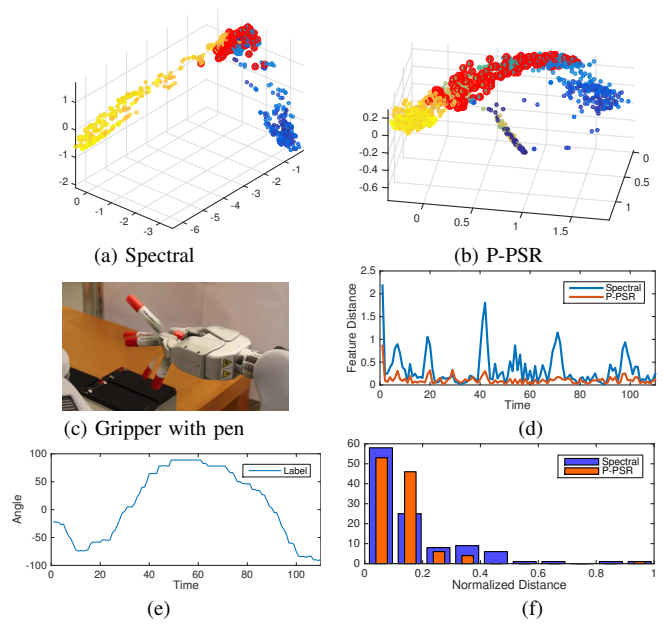 1
0
-1
-2
0
-1
-2
-3
-6
-5
-4
-3
-2
-1
(a) Spectral
0.2
0
-0.2
-0.4
-0.6
0
0.5
1
1.5
0
1
(b) P-PSR
(c) Gripper with pen
2.5
2
1.5
1
0.5
0
Feature Distance
Spectral
P-PSR
0 20 40 60 80 100
Time
(d)
100
50
0
-50
-100
Angle
Label
0 20 40 60 80 100
Time
(e)
60
50
40
30
20
10
0
Spectral
P-PSR
0 0.2 0.4 0.6 0.8 1
Normalized Distance
(f)